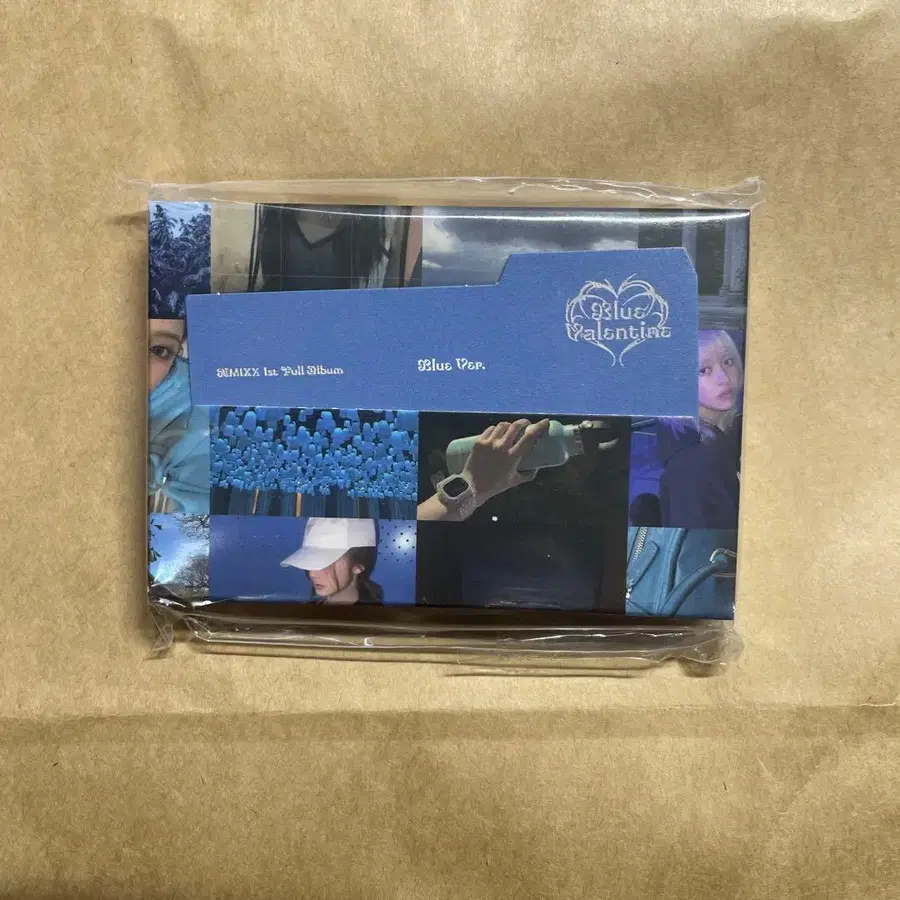 Blue
Valentine
NMIXX 1st Full Album
Blue Ver.